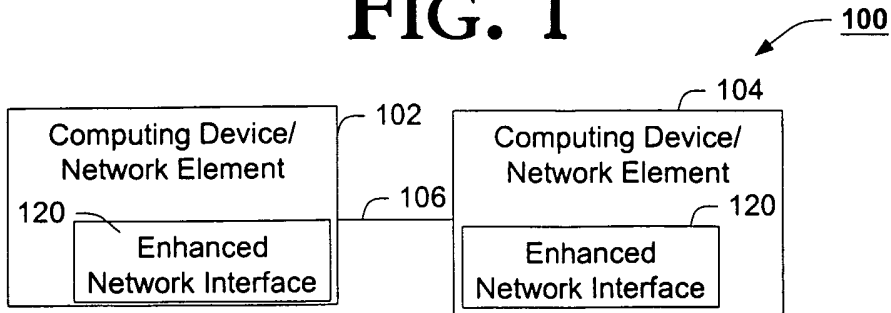 FIG. 1
100
102
104
Computing Device/
Network Element
Computing Device/
Network Element
106
120
120
Enhanced
Network Interface
Enhanced
Network Interface